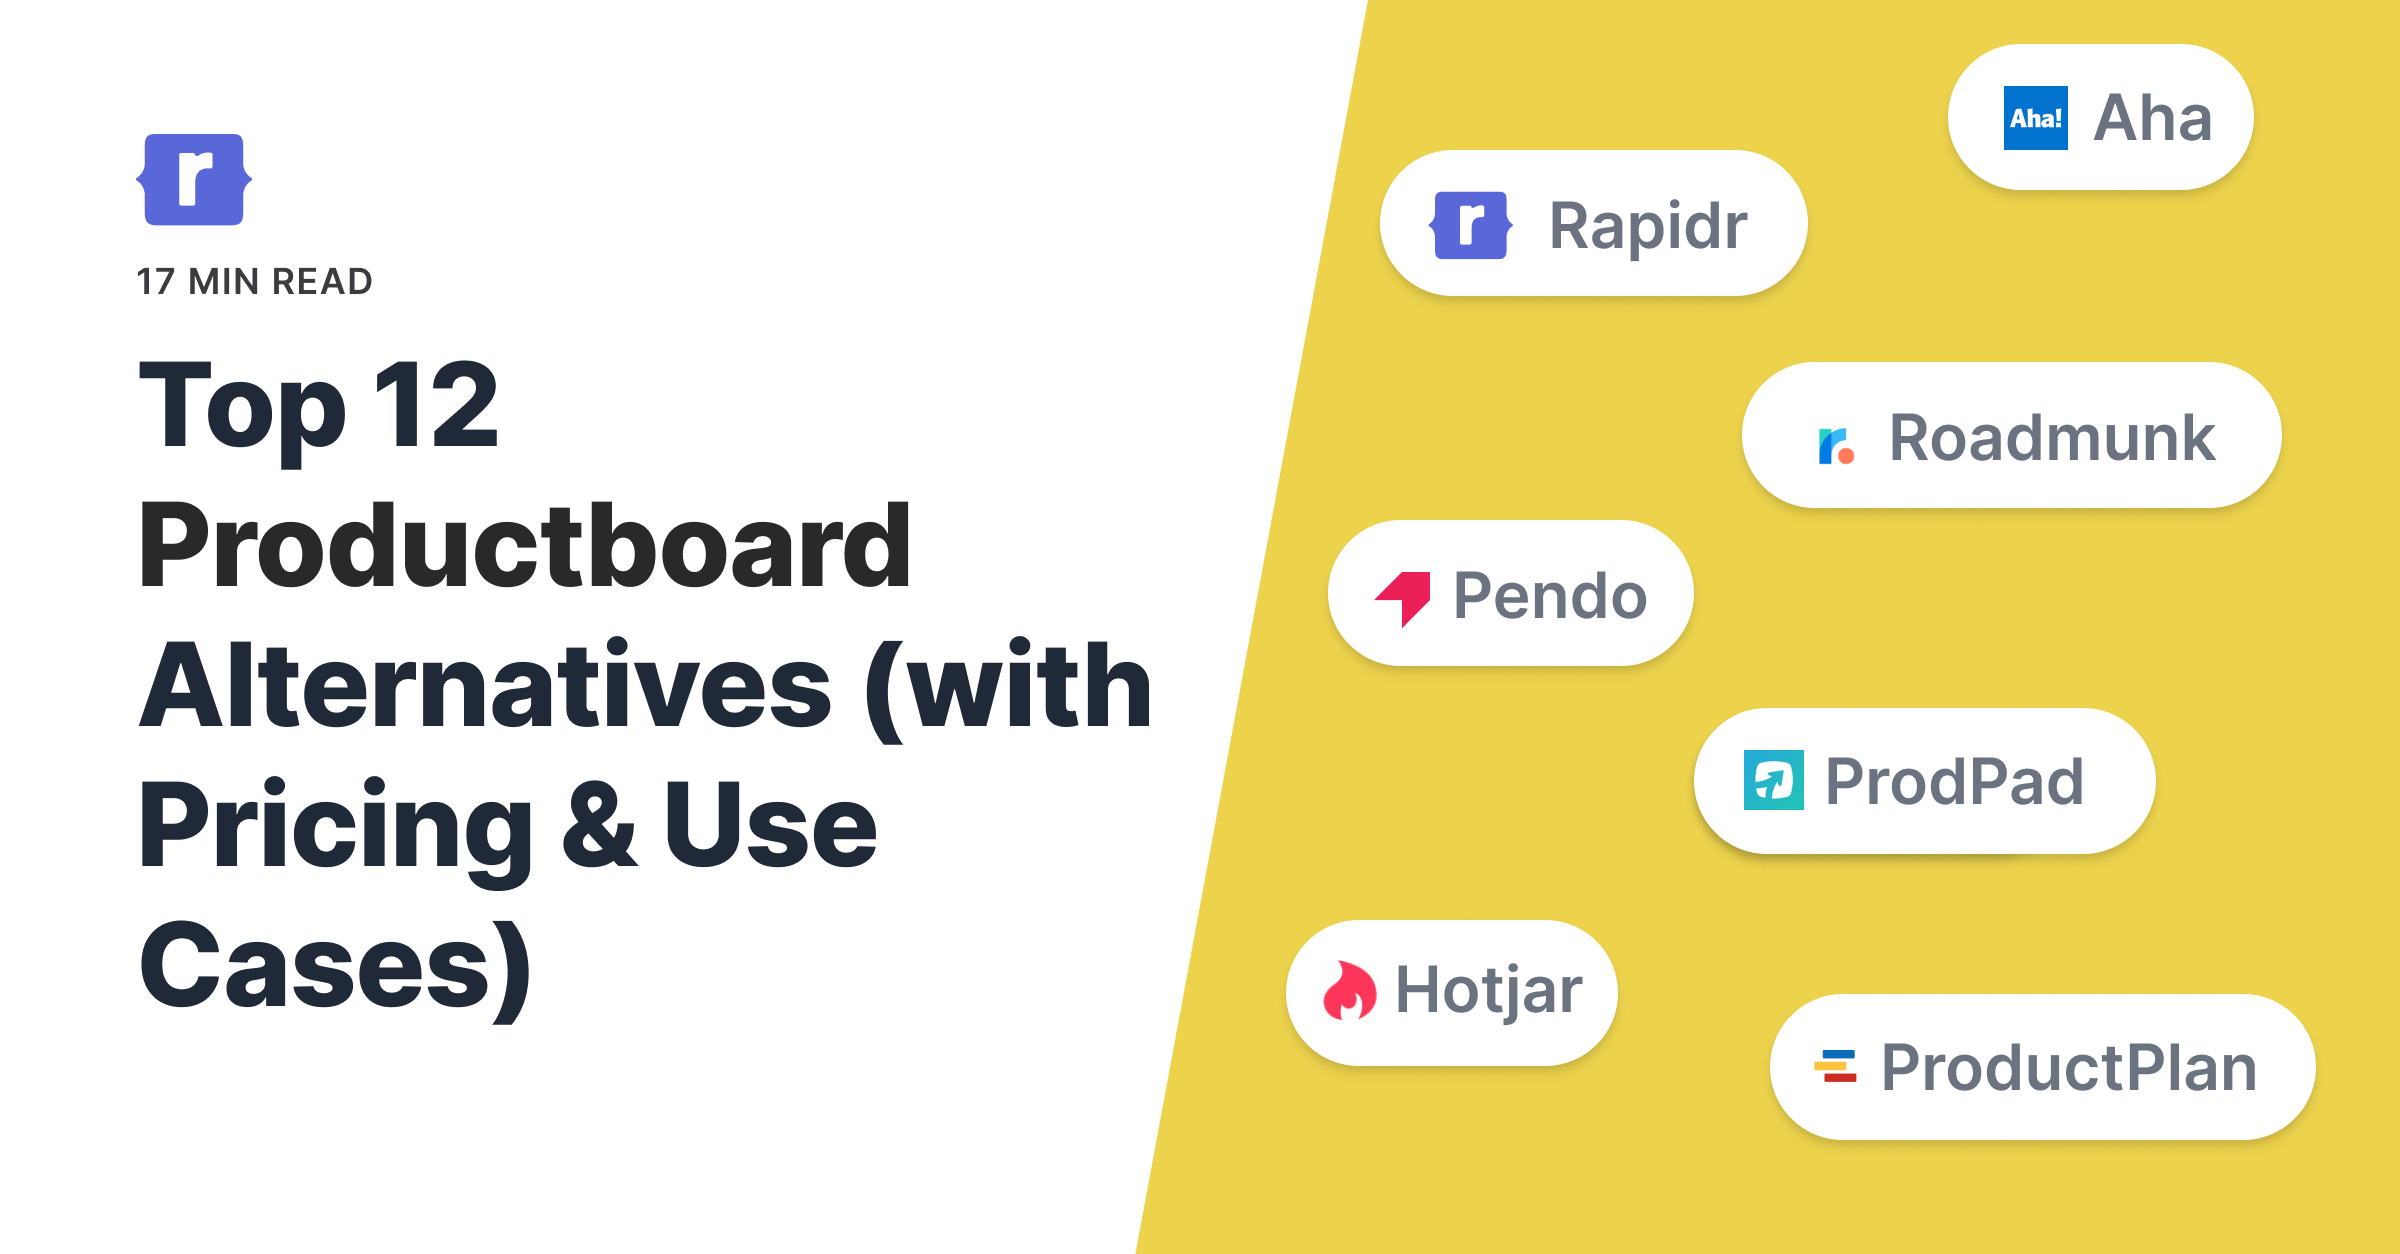 r
17 MIN READ
Top 12
Productboard
Alternatives (with
Pricing & Use
Cases)
Aha! Aha
r Rapidr
r. Roadmunk
Pendo
ProdPad
Hotjar
ProductPlan